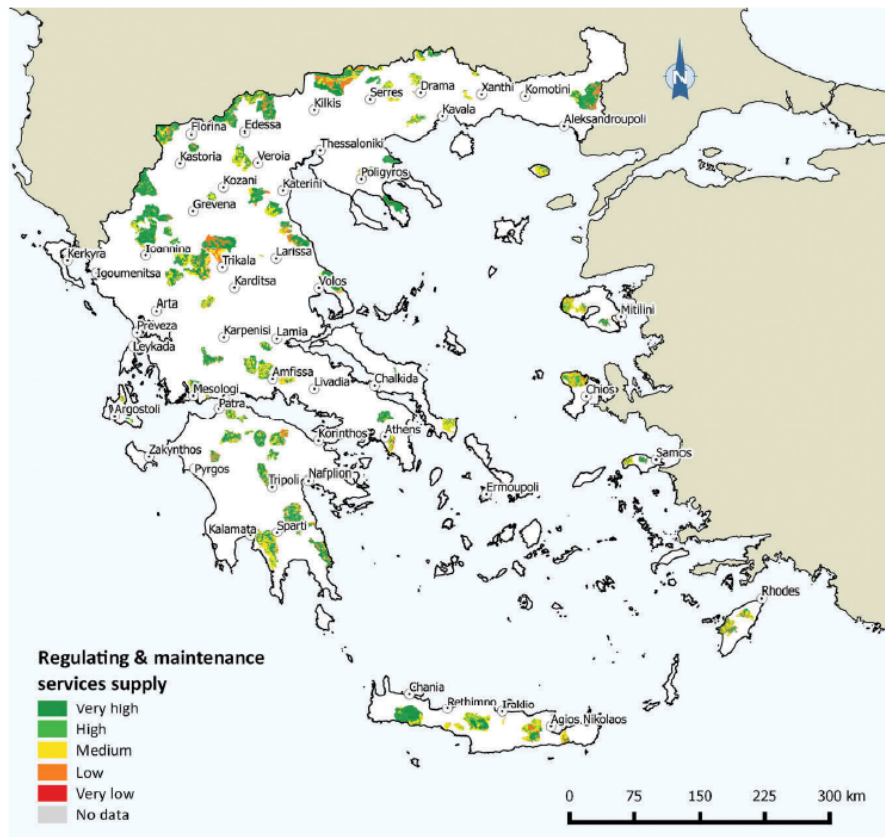 N
Drama
Xanthi
Komotini
Serres
Kilkis
Kavala
Aleksandroupoli
Florina
Edessa
Thessaloniki
Kastoria
Veroia
Poligyros
Kozani
Katerini
Grevena
Kerkyra
Ioannina
Larissa
Igoumenitsa
Trikala
Karditsa
Volos
Arta
Mitilini
Preveza
Karpenisi
Lamia
Leykada
Amfissa
Livadia
Chalkida
Mesologi
Chios
Patra
Argostoli
Korinthos
Athens
Zakynthos
Samos
Pyrgos
Nafplion
Tripoli
Ermoupoli
Kalamata
Sparti
Rhodes
Regulating & maintenance
services supply
Very high
High
Medium
Low
Very low
No data
Chania
Rethimno
Iraklio
Agios Nikolaos
0 75 150 225 300 km